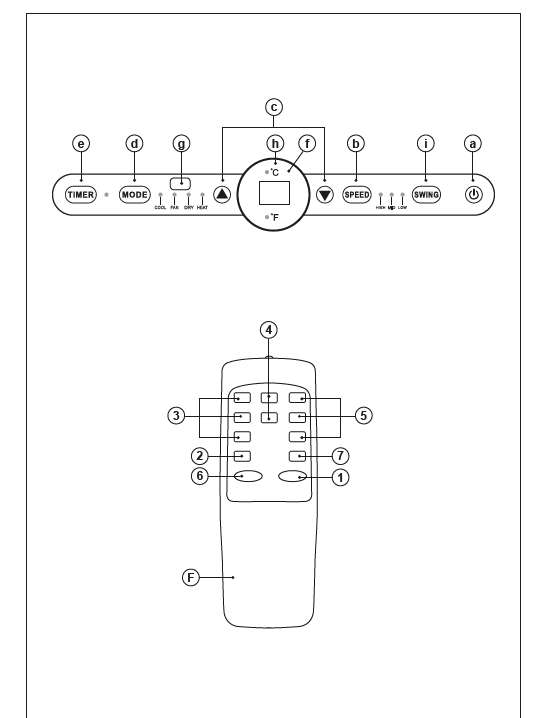 c
e d g h f b i a
°C
TIMER MODE SPEED SWING
COOL FAN DRY HEAT HIGH MID LOW
°F
4
3 5
2 7
6 1
F